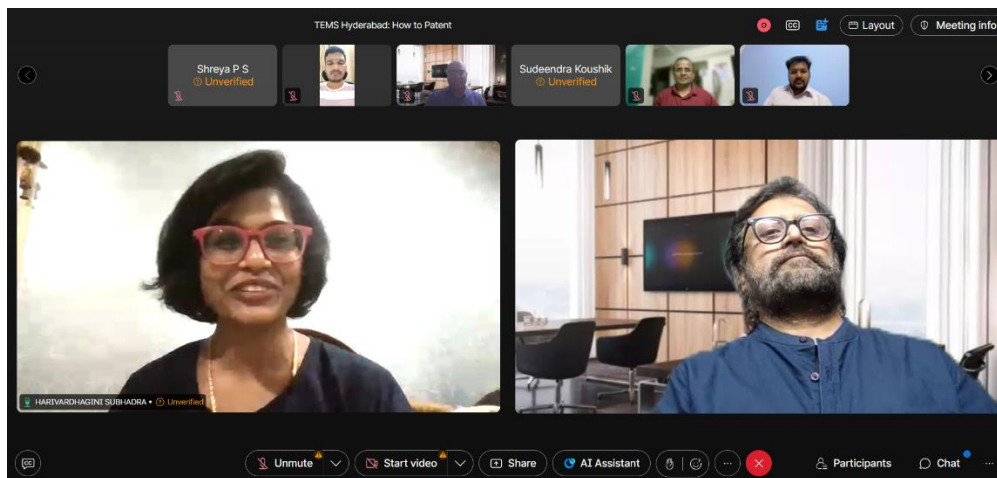 TEMS Hyderabad: How to Patent
CC
Layout
Meeting info
Shreya P S
Unverified
Sudeendra Koushik
Unverified
HARIVARDHAGINI SUBHADRA • Unverified
Unmute
Start video
Share
AI Assistant
Participants
Chat